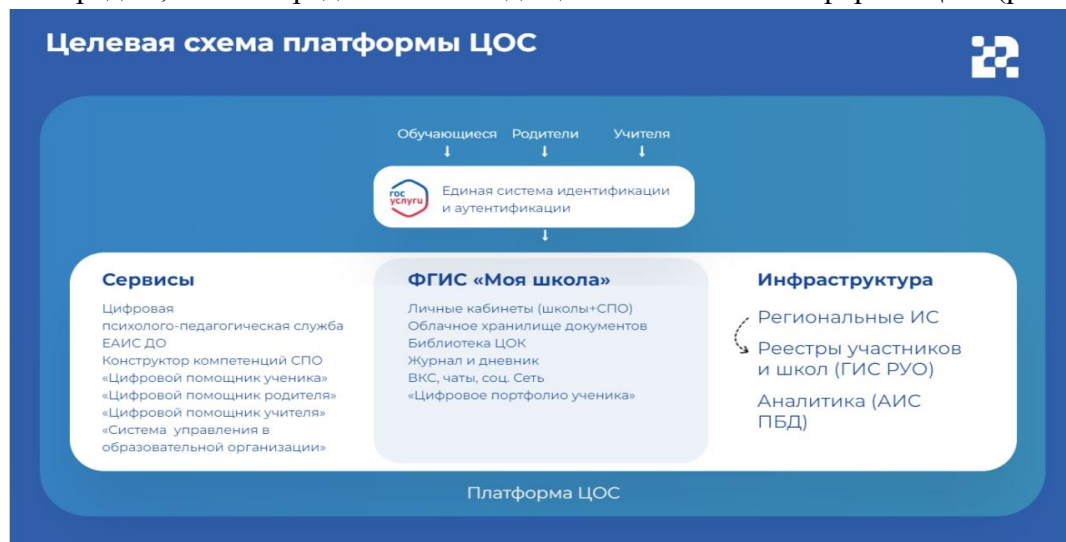 Целевая схема платформы ЦОС
Обучающиеся Родители Учителя
гос
услуги
Единая система идентификации
и аутентификации
Сервисы
Цифровая
психолого-педагогическая служба
ЕАИС ДО
Конструктор компетенций СПО
«Цифровой помощник ученика»
«Цифровой помощник родителя»
«Цифровой помощник учителя»
«Система управления в
образовательной организации»
ФГИС «Моя школа»
Личные кабинеты (школы+СПО)
Облачное хранилище документов
Библиотека ЦОК
Журнал и дневник
ВКС, чаты, соц. Сеть
«Цифровое портфолио ученика»
Инфраструктура
Региональные ИС
Реестры участников
и школ (ГИС РУО)
Аналитика (АИС
ПБД)
Платформа ЦОС